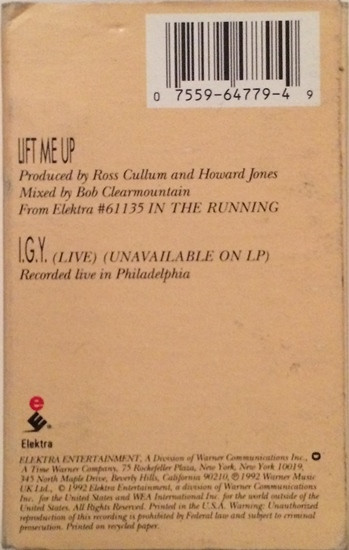 0 7559-64779-4 9
LIFT ME UP
Produced by Ross Cullum and Howard Jones
Mixed by Bob Clearmountain
From Elektra #61135 IN THE RUNNING
I.G.Y. (LIVE) (UNAVAILABLE ON LP)
Recorded live in Philadelphia
Elektra
ELEKTRA ENTERTAINMENT, A Division of Warner Communications Inc.,
A Time Warner Company, 75 Rockefeller Plaza, New York, New York 10019,
345 North Maple Drive, Beverly Hills, California 90210, ℗ 1992 Warner Music
UK Ltd., © 1992 Elektra Entertainment, a division of Warner Communications
Inc. for the United States and WEA International Inc. for the world outside of the
United States. All Rights Reserved. Printed on the U.S.A. Warning: Unauthorized
reproduction of this recording is prohibited by Federal law and subject to criminal
prosecution. Printed on recycled paper.